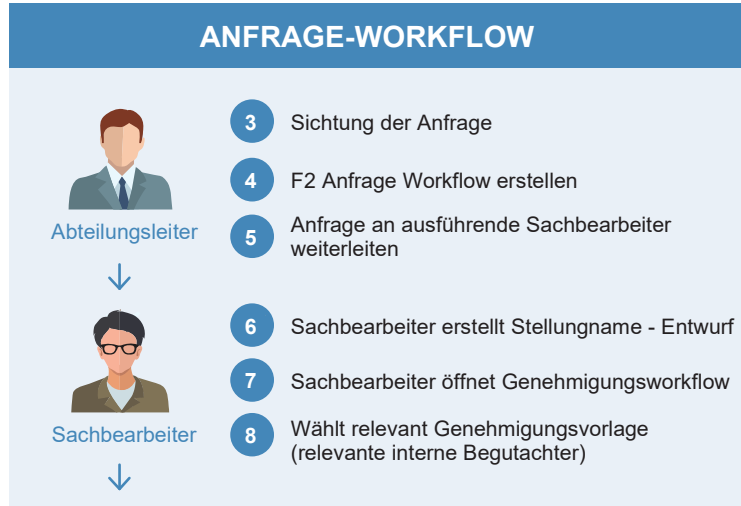 ANFRAGE-WORKFLOW
3 Sichtung der Anfrage
4 F2 Anfrage Workflow erstellen
Abteilungsleiter
5 Anfrage an ausführende Sachbearbeiter
weiterleiten
6 Sachbearbeiter erstellt Stellungname - Entwurf
7 Sachbearbeiter öffnet Genehmigungsworkflow
Sachbearbeiter
8 Wählt relevant Genehmigungsvorlage
(relevante interne Begutachter)